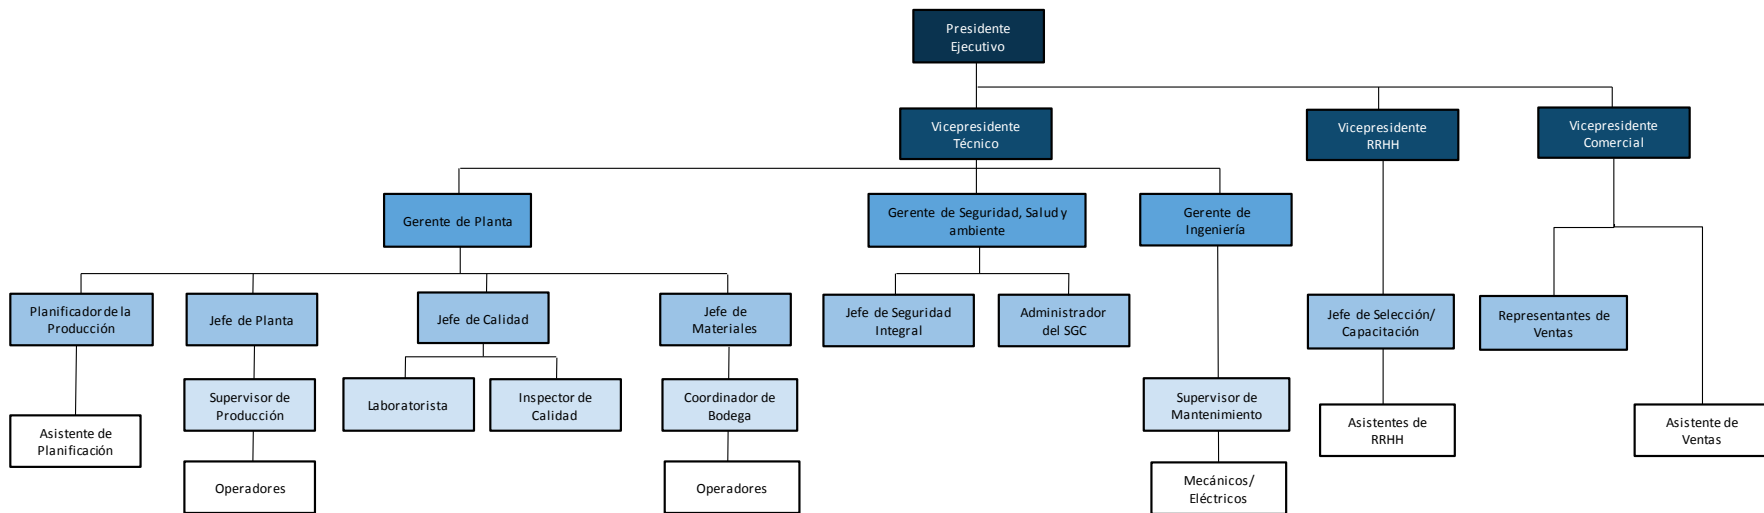 Presidente
Ejecutivo
Vicepresidente
Técnico
Vicepresidente
RRHH
Vicepresidente
Comercial
Gerente de Planta
Gerente de Seguridad, Salud y
ambiente
Gerente de
Ingeniería
Planificador de la
Producción
Jefe de Planta
Jefe de Calidad
Jefe de
Materiales
Jefe de Seguridad
Integral
Administrador
del SGC
Jefe de Selección/
Capacitación
Representantes de
Ventas
Supervisor de
Producción
Laboratorista
Inspector de
Calidad
Coordinador de
Bodega
Supervisor de
Mantenimiento
Asistente de
Planificación
Asistentes de
RRHH
Asistente de
Ventas
Operadores
Operadores
Mecánicos/
Eléctricos